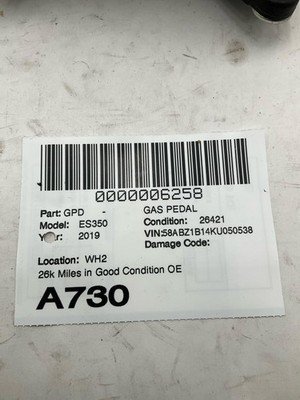 0000006258
Part: GPD - GAS PEDAL
Model: ES350 Condition: 26421
Year: 2019 VIN:58ABZ1B14KU050538
Damage Code:
Location: WH2
26k Miles in Good Condition OE
A730